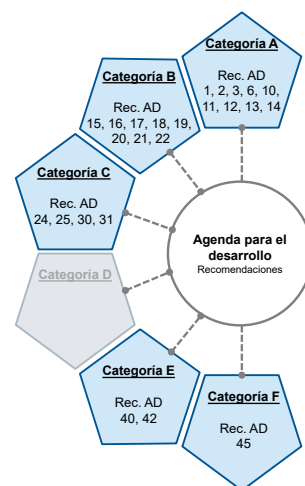 Categoría A
Rec. AD
1, 2, 3, 6, 10,
11, 12, 13, 14
Categoría B
Rec. AD
15, 16, 17, 18, 19,
20, 21, 22
Categoría C
Rec. AD
24, 25, 30, 31
Agenda para el
desarrollo
Recomendaciones
Categoría D
Categoría E
Rec. AD
40, 42
Categoría F
Rec. AD
45